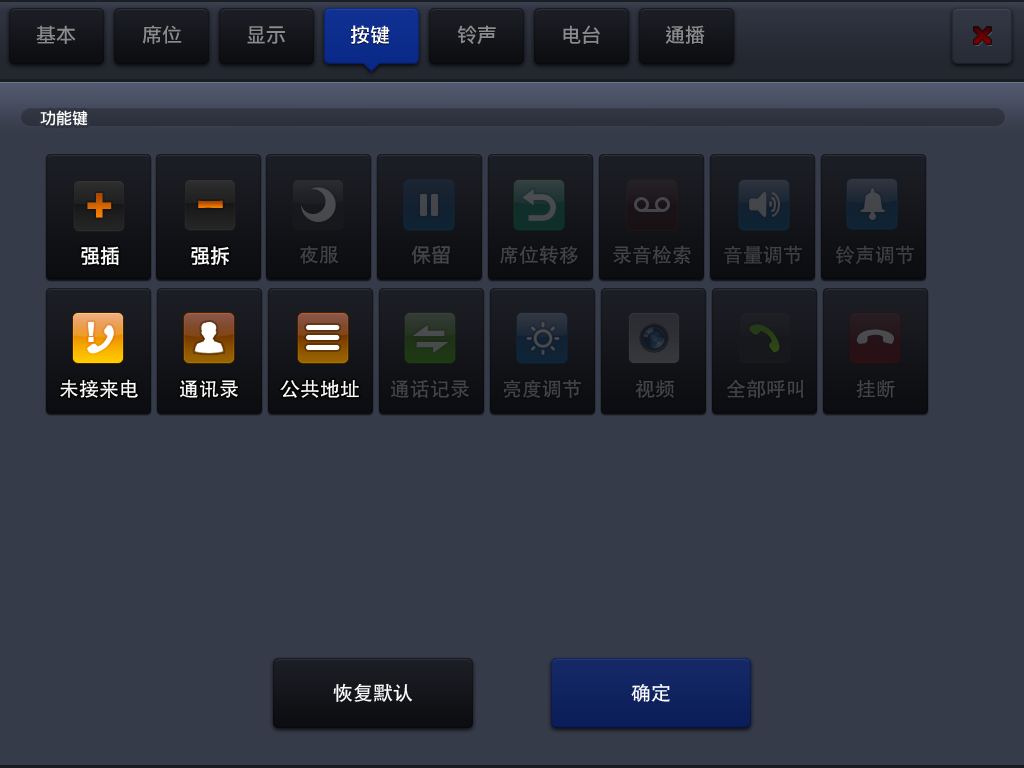 基本 席位 显示 按键 铃声 电台 通播
功能键
强插 强拆 夜服 保留 席位转移 录音检索 音量调节 铃声调节
未接来电 通讯录 公共地址 通话记录 亮度调节 视频 全部呼叫 挂断
恢复默认 确定